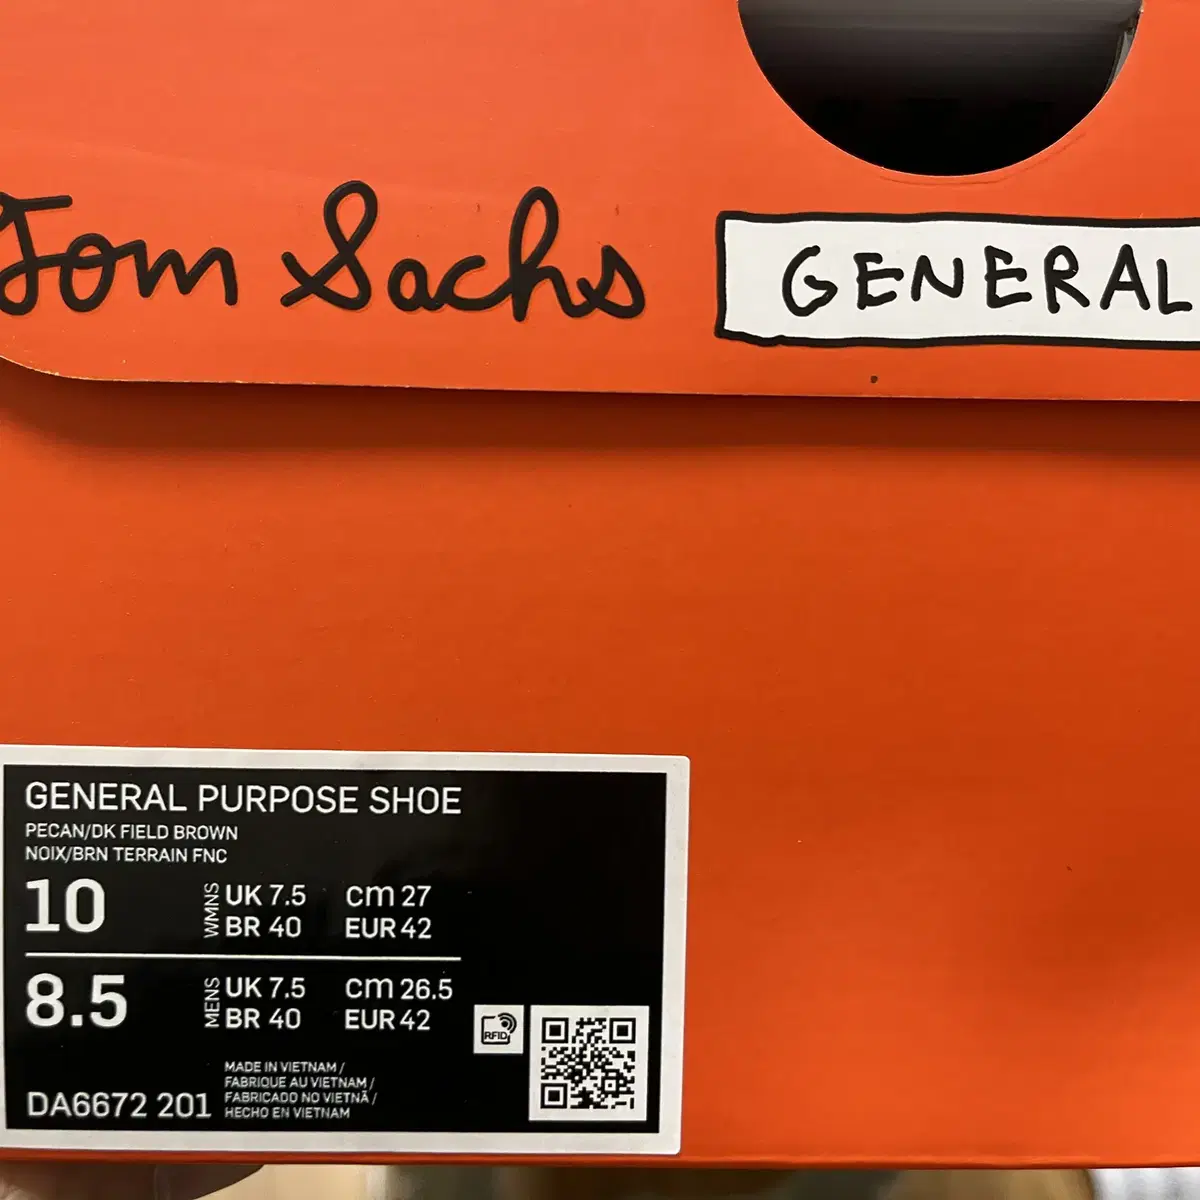 Tom Sachs GENERAL
GENERAL PURPOSE SHOE
PECAN/DK FIELD BROWN
NOIX/BRN TERRAIN FNC
10 WMNS UK 7.5 cm 27
BR 40 EUR 42
8.5 MENS UK 7.5 cm 26.5
BR 40 EUR 42
RFID
MADE IN VIETNAM /
FABRIQUE AU VIETNAM /
FABRICADO NO VIETNÃ /
HECHO EN VIETNAM
DA6672 201